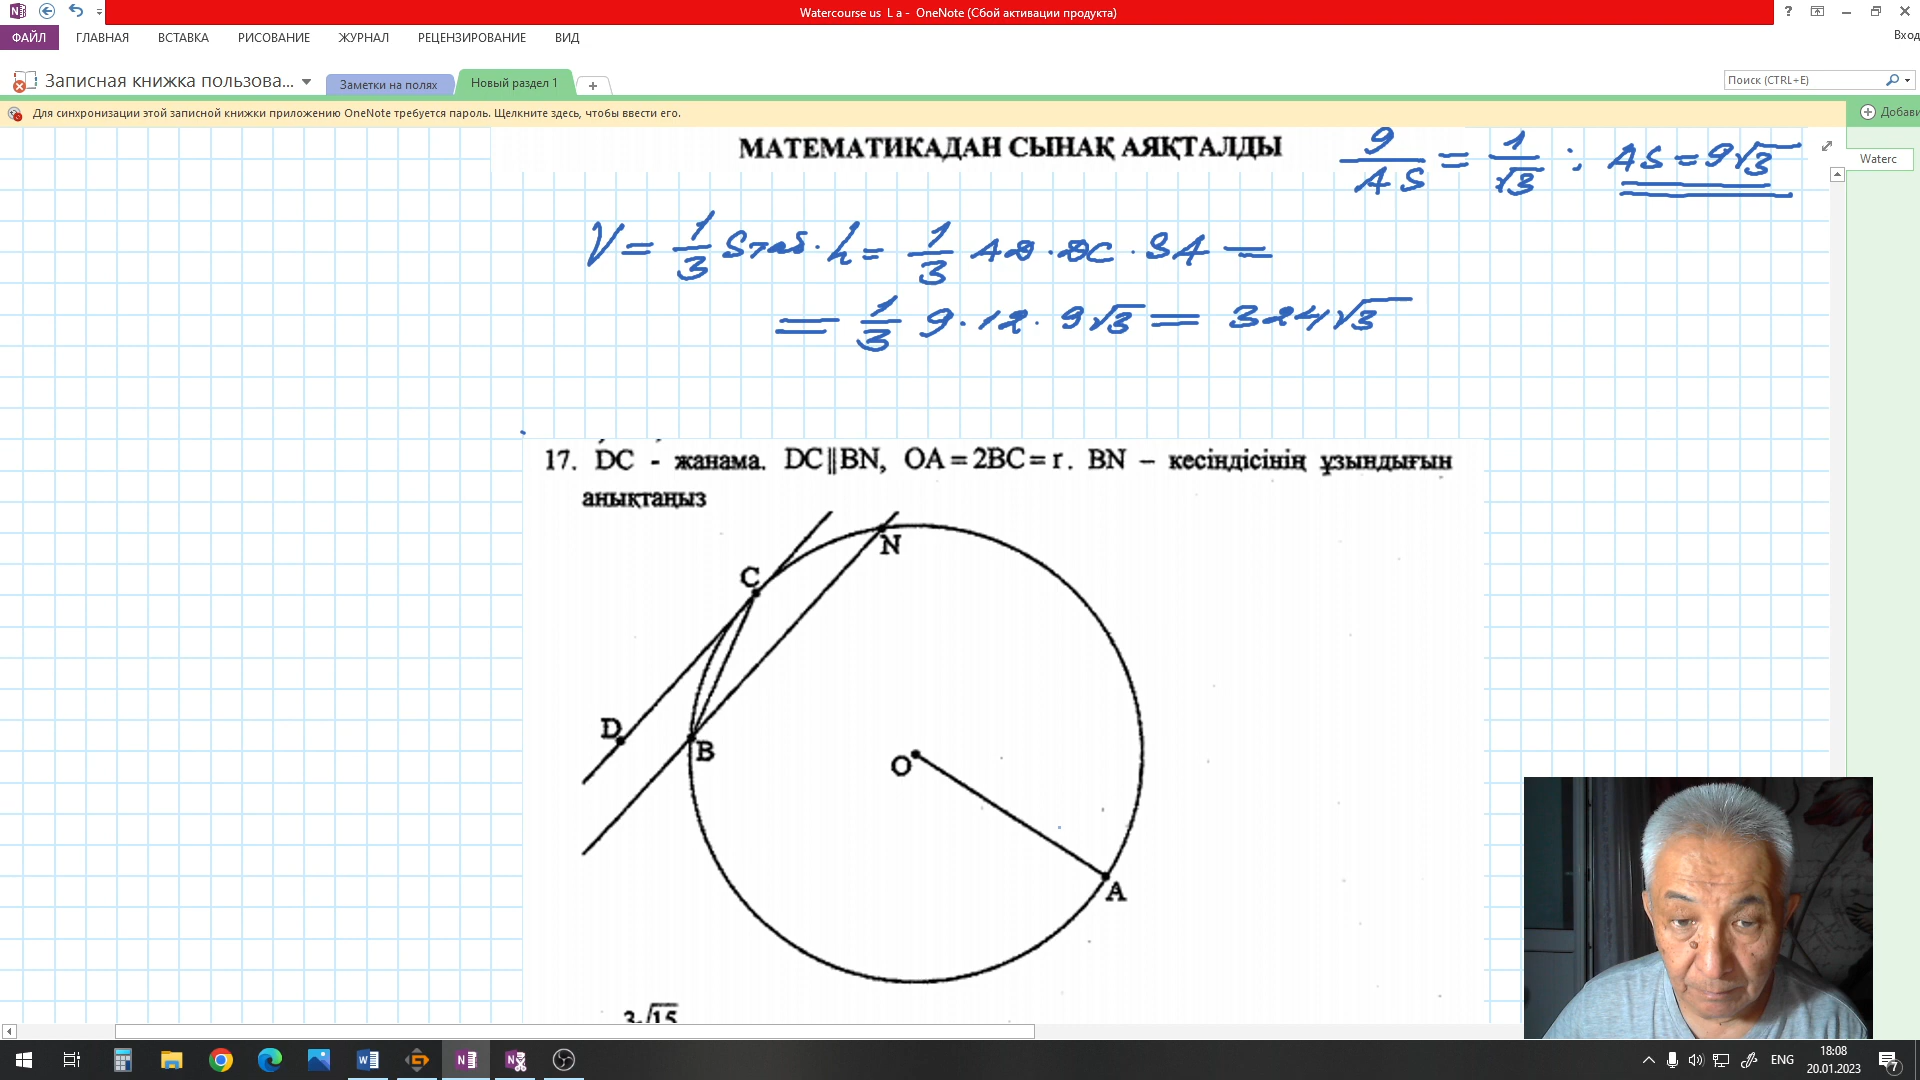 Watercourse us L a - OneNote (Сбой активации продукта)
ФАЙЛ ГЛАВНАЯ ВСТАВКА РИСОВАНИЕ ЖУРНАЛ РЕЦЕНЗИРОВАНИЕ ВИД
Вход
Записная книжка пользова... Заметки на полях Новый раздел 1
Поиск (CTRL+E)
Для синхронизации этой записной книжки приложению OneNote требуется пароль. Щелкните здесь, чтобы ввести его.
Добави
Waterc
МАТЕМАТИКАДАН СЫНАҚ АЯҚТАЛДЫ
9/AS = 1/√3 ; AS = 9√3
V = 1/3 Sтаб · h = 1/3 AD · DC · SA =
= 1/3 9 · 12 · 9√3 = 324√3
17. DC - жанама. DC || BN, OA = 2BC = r. BN – кесіндісінің ұзындығын
анықтаңыз
N
C
D
B
O
A
3√15
ENG
18:08
20.01.2023
7